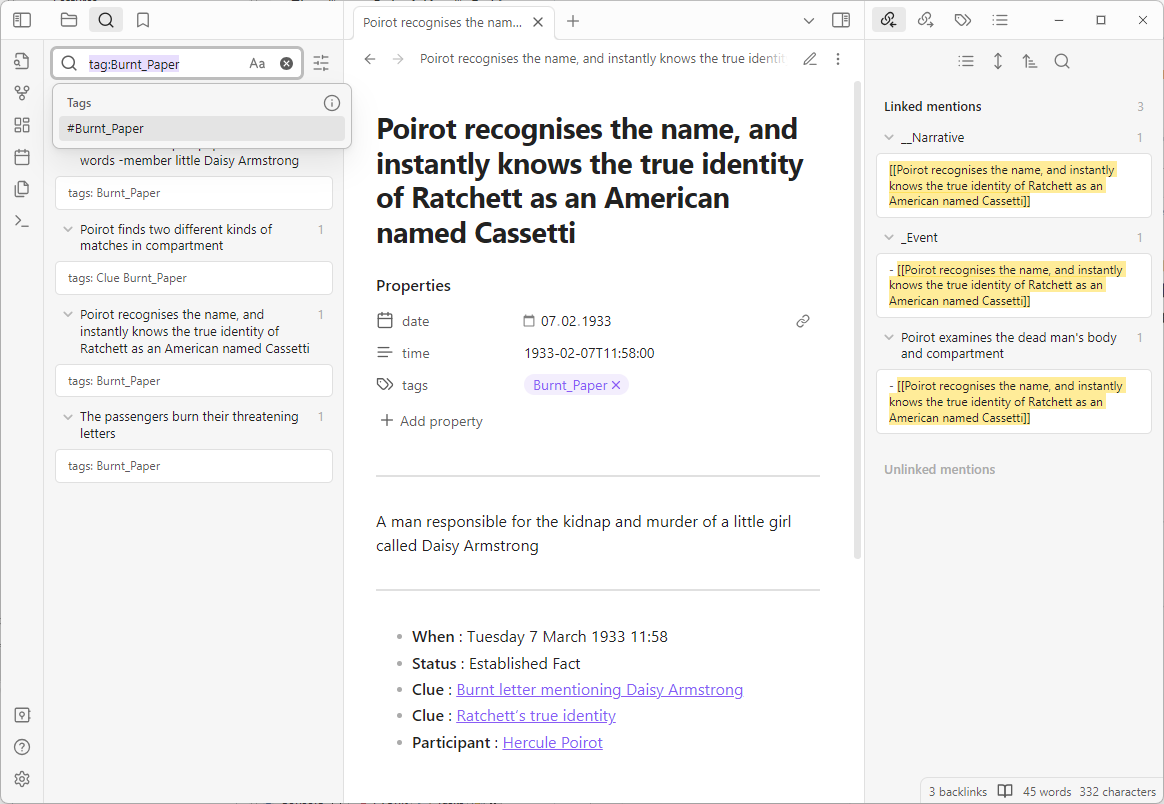 Poirot recognises the nam...
tag:Burnt_Paper
Aa
Tags
#Burnt_Paper
words -member little Daisy Armstrong
tags: Burnt_Paper
Poirot finds two different kinds of
matches in compartment
1
tags: Clue Burnt_Paper
Poirot recognises the name, and
instantly knows the true identity of
Ratchett as an American named Cassetti
1
tags: Burnt_Paper
The passengers burn their threatening
letters
1
tags: Burnt_Paper
Poirot recognises the name, and instantly knows the true identit
Poirot recognises the name, and
instantly knows the true identity
of Ratchett as an American
named Cassetti
Properties
date
07.02.1933
time
1933-02-07T11:58:00
tags
Burnt_Paper
Add property
A man responsible for the kidnap and murder of a little girl
called Daisy Armstrong
When : Tuesday 7 March 1933 11:58
Status : Established Fact
Clue : Burnt letter mentioning Daisy Armstrong
Clue : Ratchett's true identity
Participant : Hercule Poirot
Linked mentions
3
__Narrative
1
[[Poirot recognises the name, and instantly
knows the true identity of Ratchett as an
American named Cassetti]]
_Event
1
- [[Poirot recognises the name, and instantly
knows the true identity of Ratchett as an
American named Cassetti]]
Poirot examines the dead man's body
and compartment
1
- [[Poirot recognises the name, and instantly
knows the true identity of Ratchett as an
American named Cassetti]]
Unlinked mentions
3 backlinks
45 words
332 characters